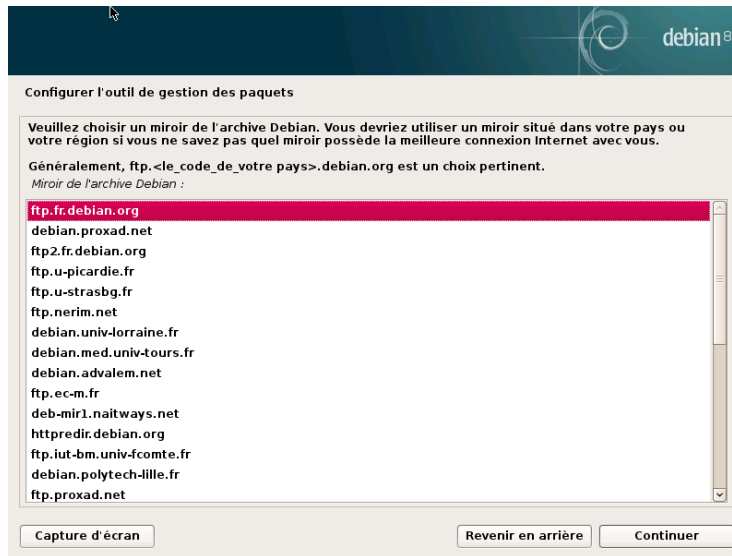 debian 8
Configurer l'outil de gestion des paquets
Veuillez choisir un miroir de l'archive Debian. Vous devriez utiliser un miroir situé dans votre pays ou
votre région si vous ne savez pas quel miroir possède la meilleure connexion Internet avec vous.
Généralement, ftp.<le_code_de_votre pays>.debian.org est un choix pertinent.
Miroir de l'archive Debian :
ftp.fr.debian.org
debian.proxad.net
ftp2.fr.debian.org
ftp.u-picardie.fr
ftp.u-strasbg.fr
ftp.nerim.net
debian.univ-lorraine.fr
debian.med.univ-tours.fr
debian.advalem.net
ftp.ec-m.fr
deb-mir1.naitways.net
httpredir.debian.org
ftp.iut-bm.univ-fcomte.fr
debian.polytech-lille.fr
ftp.proxad.net
Capture d'écran
Revenir en arrière
Continuer